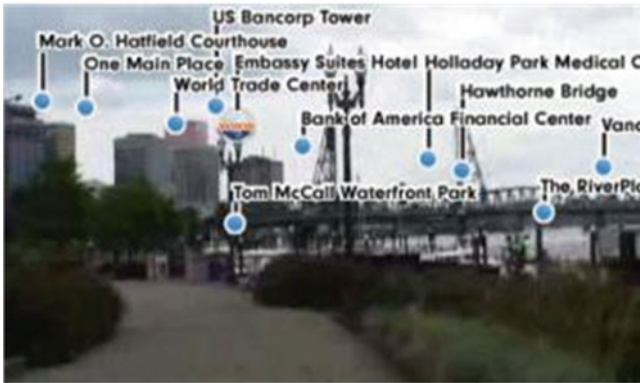 US Bancorp Tower
Mark O. Hatfield Courthouse
One Main Place
Embassy Suites Hotel
Holladay Park Medical C
World Trade Center
Hawthorne Bridge
Bank of America Financial Center
Vanc
Tom McCall Waterfront Park
The RiverPla